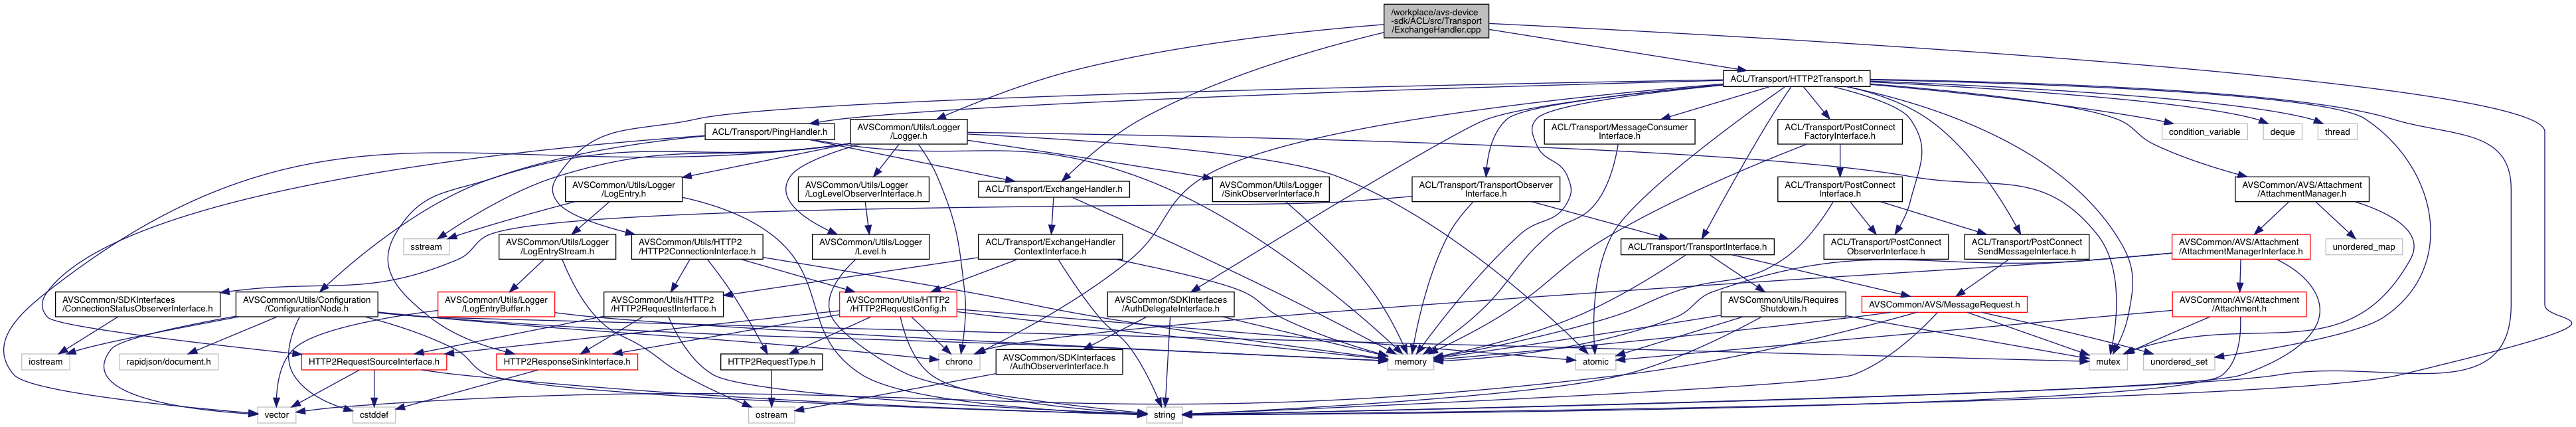 /workplace/avs-device
-sdk/ACL/src/Transport
/ExchangeHandler.cpp
ACL/Transport/HTTP2Transport.h
ACL/Transport/PingHandler.h
AVSCommon/Utils/Logger
/Logger.h
ACL/Transport/MessageConsumer
Interface.h
ACL/Transport/PostConnect
FactoryInterface.h
condition_variable
deque
thread
AVSCommon/Utils/Logger
/LogEntry.h
AVSCommon/Utils/Logger
/LogLevelObserverInterface.h
ACL/Transport/ExchangeHandler.h
AVSCommon/Utils/Logger
/SinkObserverInterface.h
ACL/Transport/TransportObserver
Interface.h
ACL/Transport/PostConnect
Interface.h
AVSCommon/AVS/Attachment
/AttachmentManager.h
sstream
AVSCommon/Utils/Logger
/LogEntryStream.h
AVSCommon/Utils/HTTP2
/HTTP2ConnectionInterface.h
AVSCommon/Utils/Logger
/Level.h
ACL/Transport/ExchangeHandler
ContextInterface.h
ACL/Transport/TransportInterface.h
ACL/Transport/PostConnect
ObserverInterface.h
ACL/Transport/PostConnect
SendMessageInterface.h
AVSCommon/AVS/Attachment
/AttachmentManagerInterface.h
unordered_map
AVSCommon/SDKInterfaces
/ConnectionStatusObserverInterface.h
AVSCommon/Utils/Configuration
/ConfigurationNode.h
AVSCommon/Utils/Logger
/LogEntryBuffer.h
AVSCommon/Utils/HTTP2
/HTTP2RequestInterface.h
AVSCommon/Utils/HTTP2
/HTTP2RequestConfig.h
AVSCommon/SDKInterfaces
/AuthDelegateInterface.h
AVSCommon/Utils/Requires
Shutdown.h
AVSCommon/AVS/MessageRequest.h
AVSCommon/AVS/Attachment
/Attachment.h
iostream
rapidjson/document.h
HTTP2RequestSourceInterface.h
HTTP2ResponseSinkInterface.h
HTTP2RequestType.h
chrono
AVSCommon/SDKInterfaces
/AuthObserverInterface.h
memory
atomic
mutex
unordered_set
vector
cstddef
ostream
string